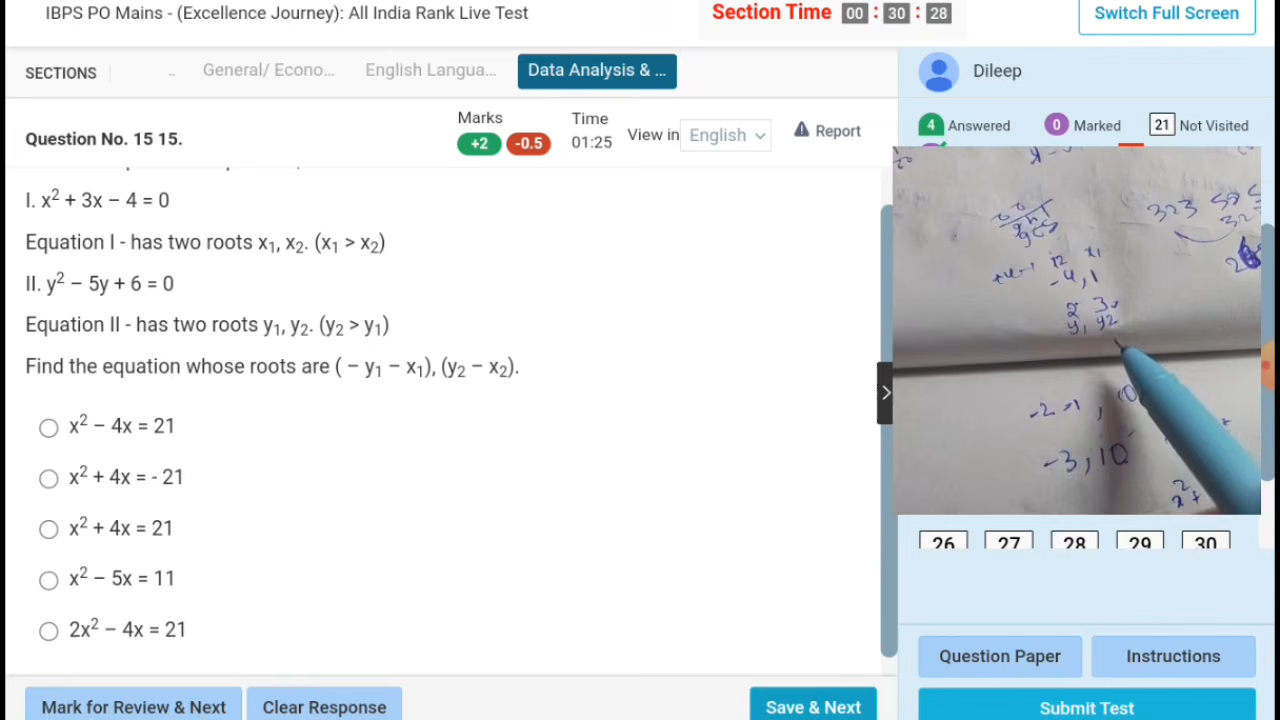 IBPS PO Mains - (Excellence Journey): All India Rank Live Test
Section Time 00 : 30 : 28
Switch Full Screen
SECTIONS
..
General/ Econo...
English Langua...
Data Analysis & ...
Dileep
Question No. 15 15.
Marks
+2 -0.5
Time
01:25
View in English
Report
4 Answered
0 Marked
21 Not Visited
I. x² + 3x − 4 = 0
Equation I - has two roots x₁, x₂. (x₁ > x₂)
II. y² − 5y + 6 = 0
Equation II - has two roots y₁, y₂. (y₂ > y₁)
Find the equation whose roots are ( − y₁ − x₁), (y₂ − x₂).
x² − 4x = 21
x² + 4x = - 21
x² + 4x = 21
x² − 5x = 11
2x² − 4x = 21
323
x2 x1
-4,1
2 3
y1 y2
-2-1,
-3,10
26 27 28 29 30
Question Paper
Instructions
Mark for Review & Next
Clear Response
Save & Next
Submit Test